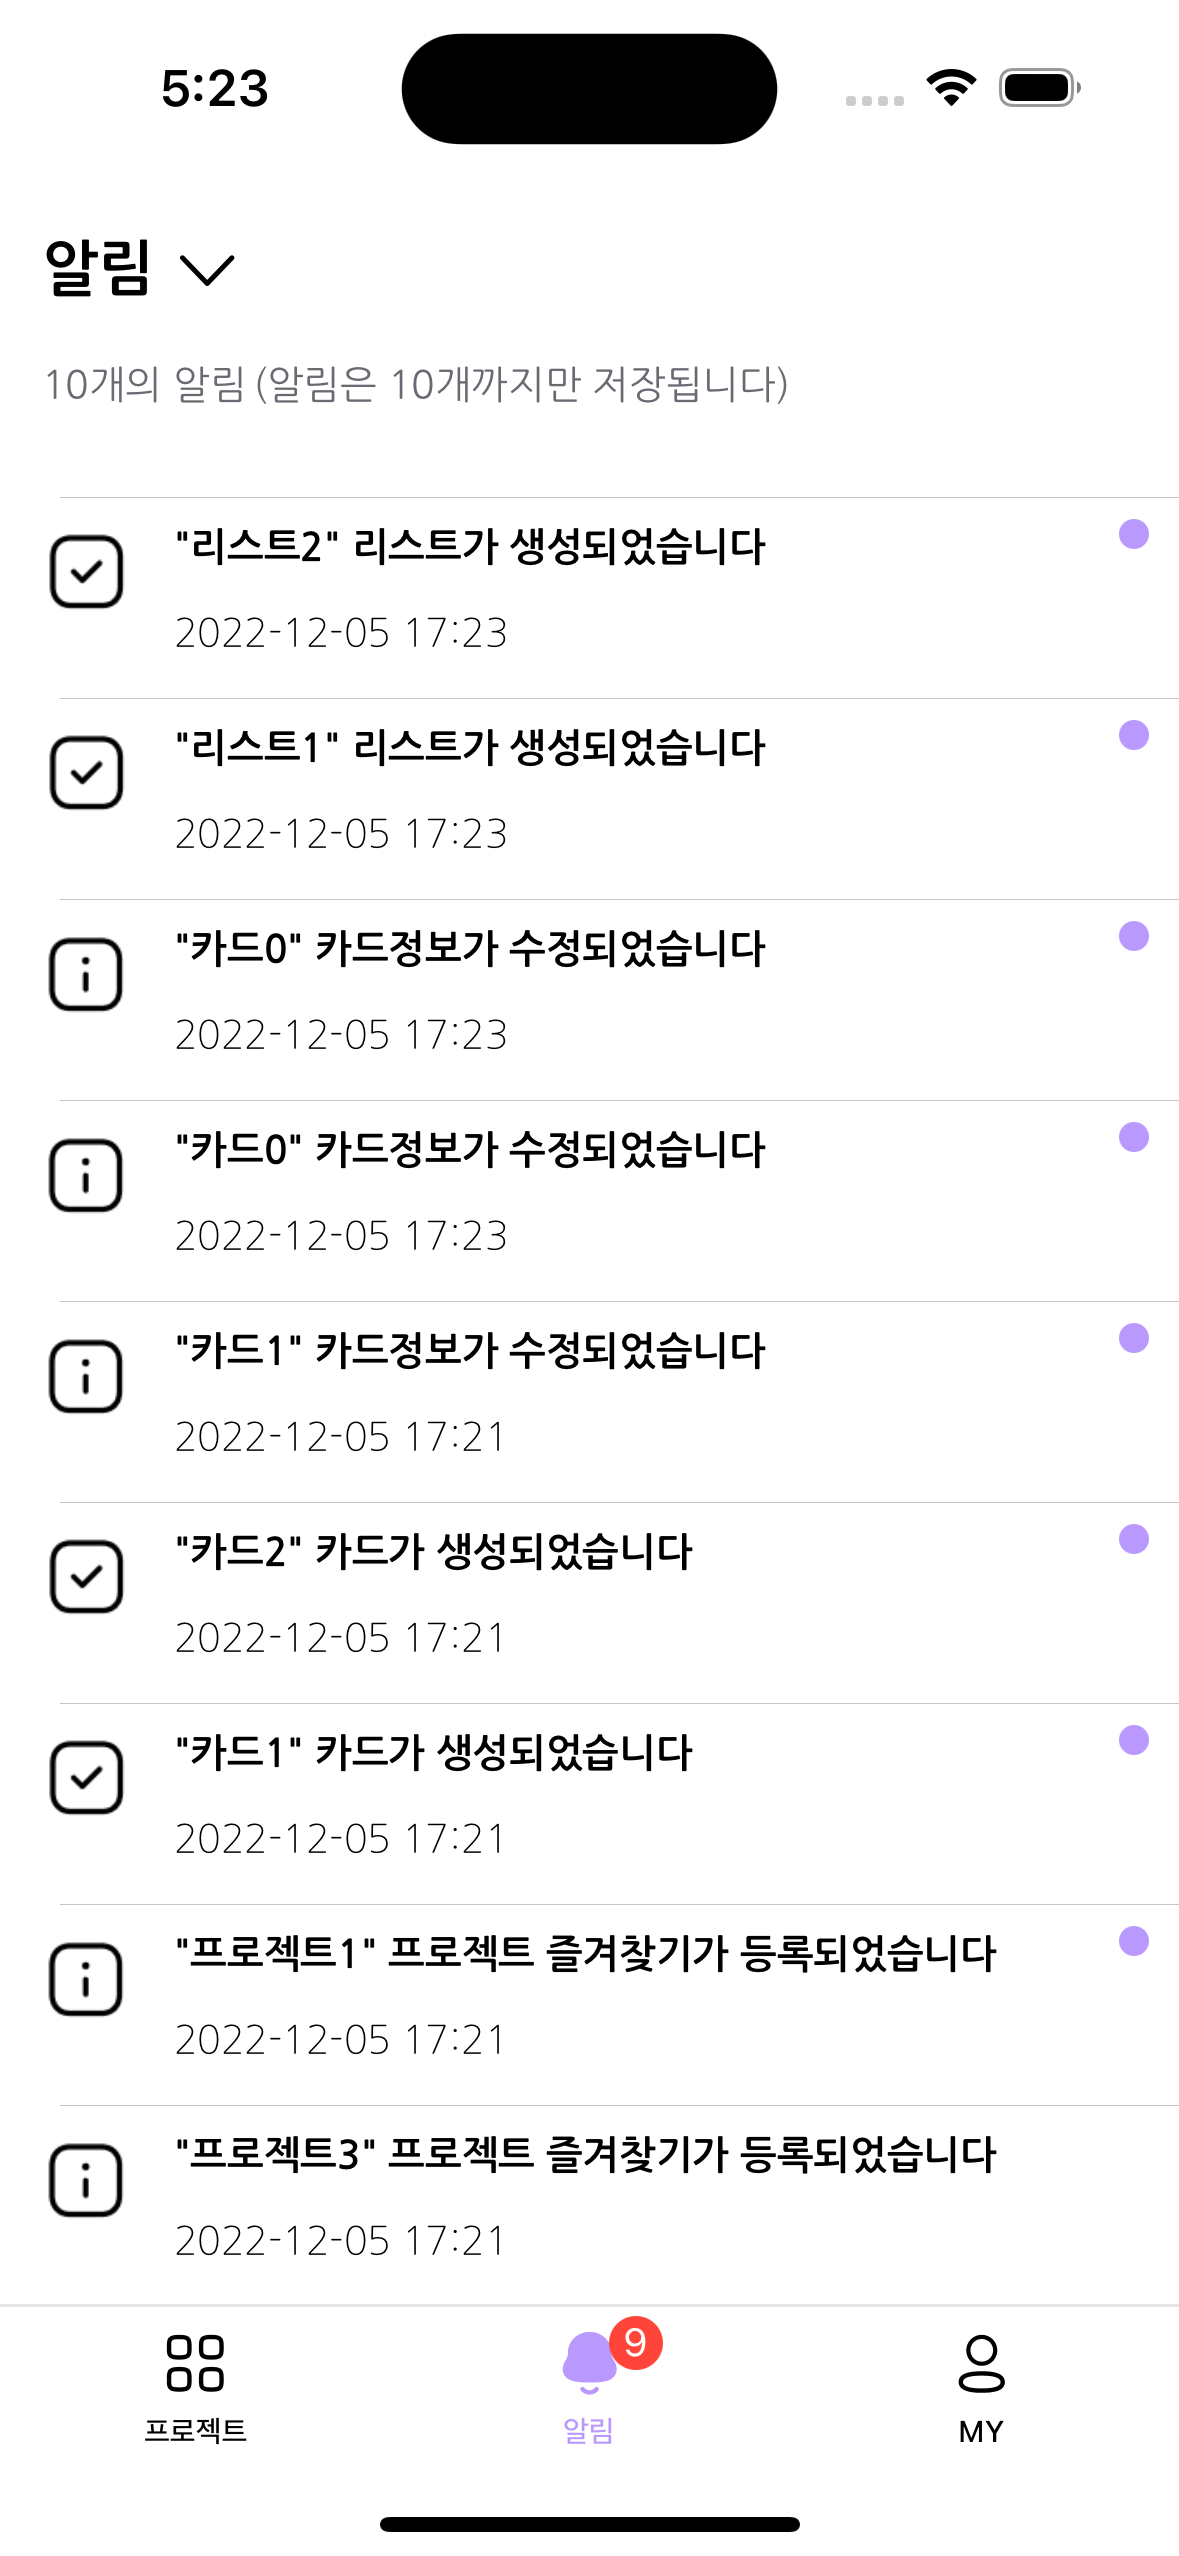 5:23
알림
10개의 알림 (알림은 10개까지만 저장됩니다)
"리스트2" 리스트가 생성되었습니다
2022-12-05 17:23
"리스트1" 리스트가 생성되었습니다
2022-12-05 17:23
"카드0" 카드정보가 수정되었습니다
2022-12-05 17:23
"카드0" 카드정보가 수정되었습니다
2022-12-05 17:23
"카드1" 카드정보가 수정되었습니다
2022-12-05 17:21
"카드2" 카드가 생성되었습니다
2022-12-05 17:21
"카드1" 카드가 생성되었습니다
2022-12-05 17:21
"프로젝트1" 프로젝트 즐겨찾기가 등록되었습니다
2022-12-05 17:21
"프로젝트3" 프로젝트 즐겨찾기가 등록되었습니다
2022-12-05 17:21
9
프로젝트 알림 MY